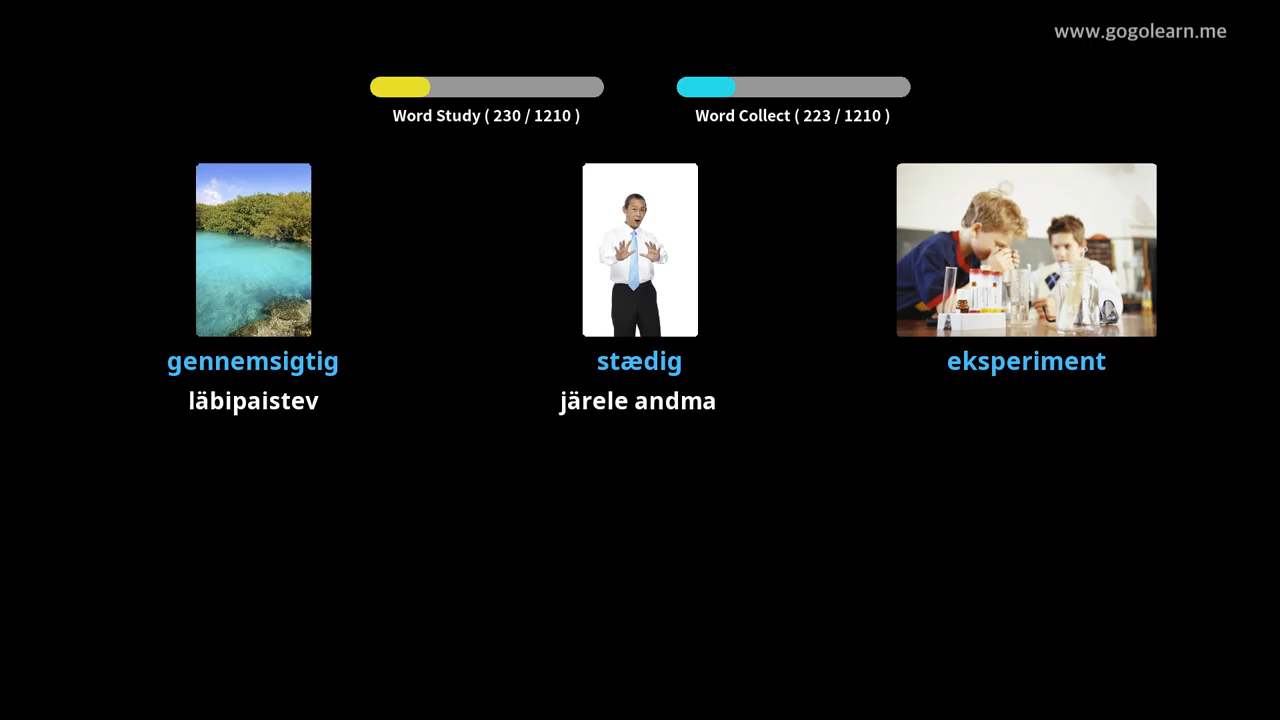 www.gogolearn.me
Word Study ( 230 / 1210 )
Word Collect ( 223 / 1210 )
gennemsigtig
stædig
eksperiment
läbipaistev
järele andma